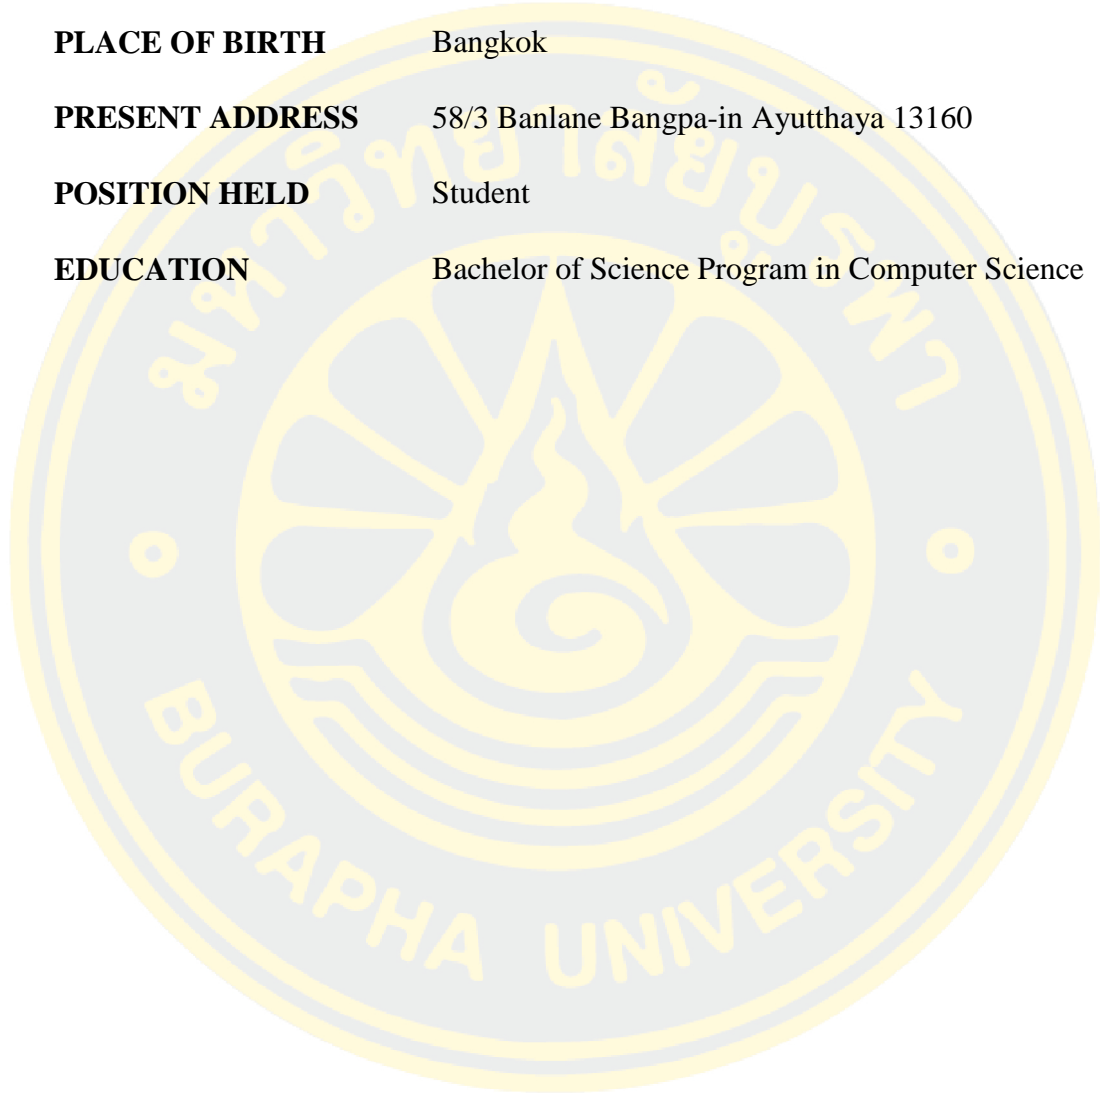 PLACE OF BIRTH Bangkok
PRESENT ADDRESS 58/3 Banlane Bangpa-in Ayutthaya 13160
POSITION HELD Student
EDUCATION Bachelor of Science Program in Computer Science
มหาวิทยาลัยบูรพา
BURAPHA UNIVERSITY